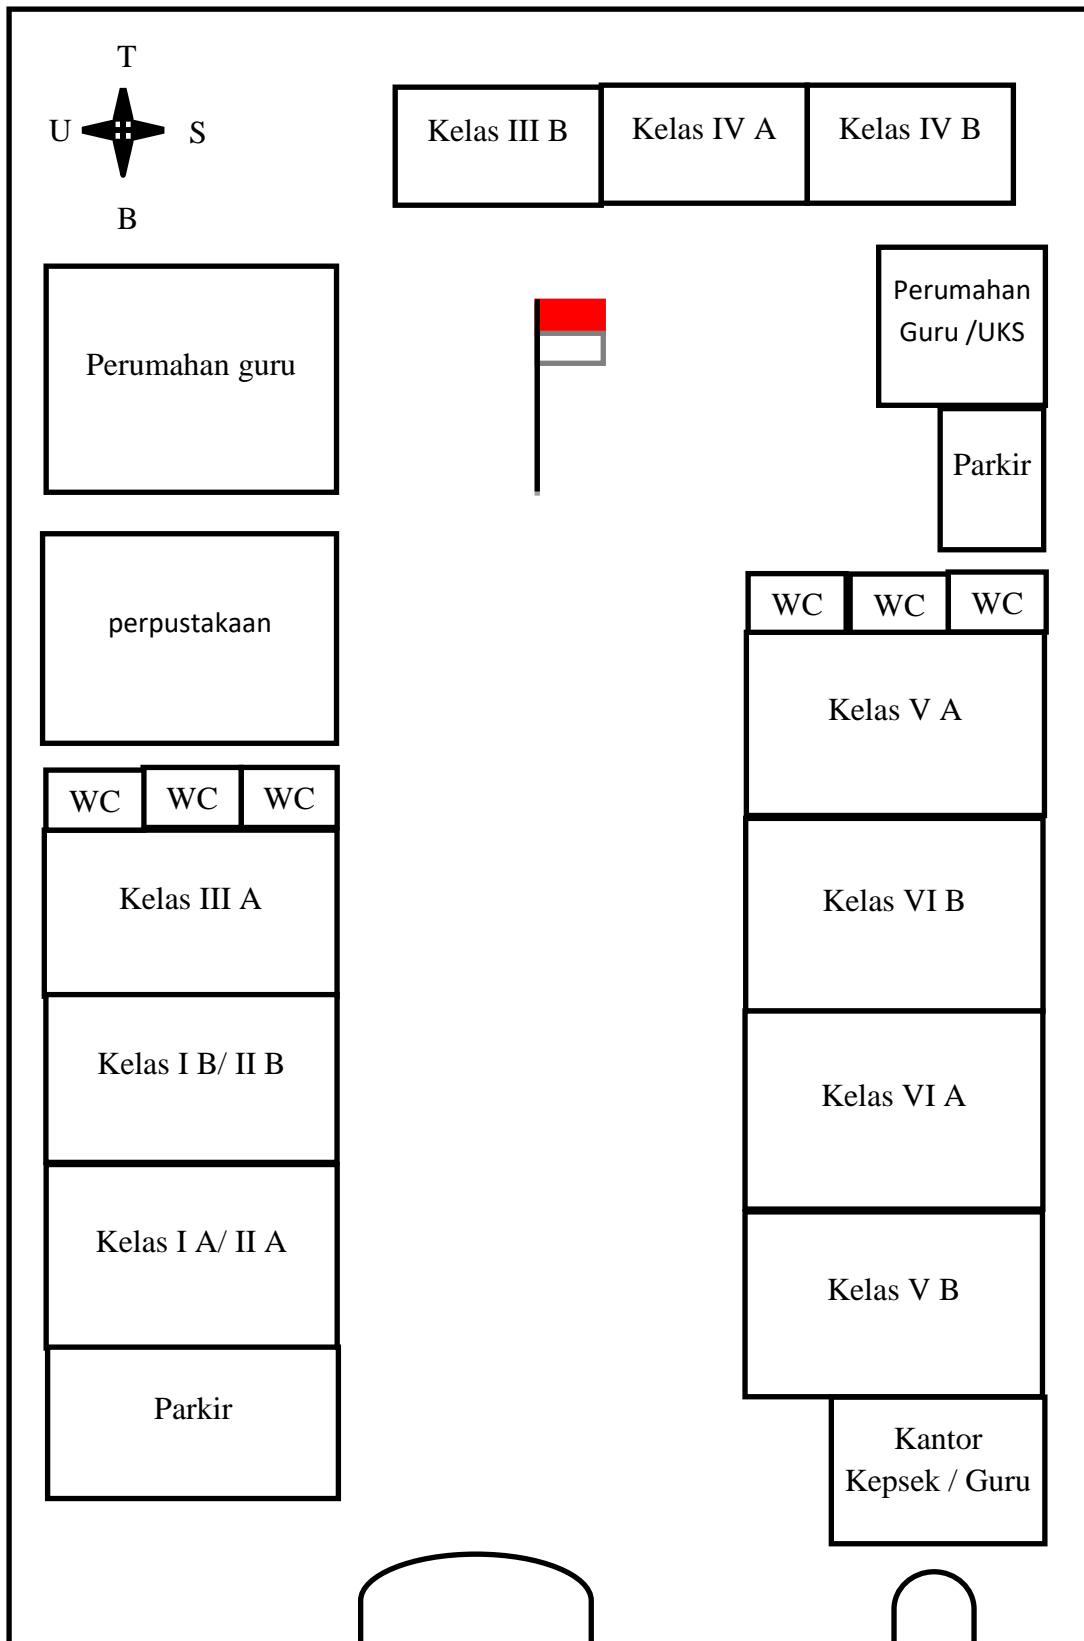 T
U
S
B
Kelas III B
Kelas IV A
Kelas IV B
Perumahan guru
Perumahan
Guru /UKS
Parkir
perpustakaan
WC
WC
WC
Kelas V A
WC
WC
WC
Kelas III A
Kelas VI B
Kelas I B/ II B
Kelas VI A
Kelas I A/ II A
Kelas V B
Parkir
Kantor
Kepsek / Guru